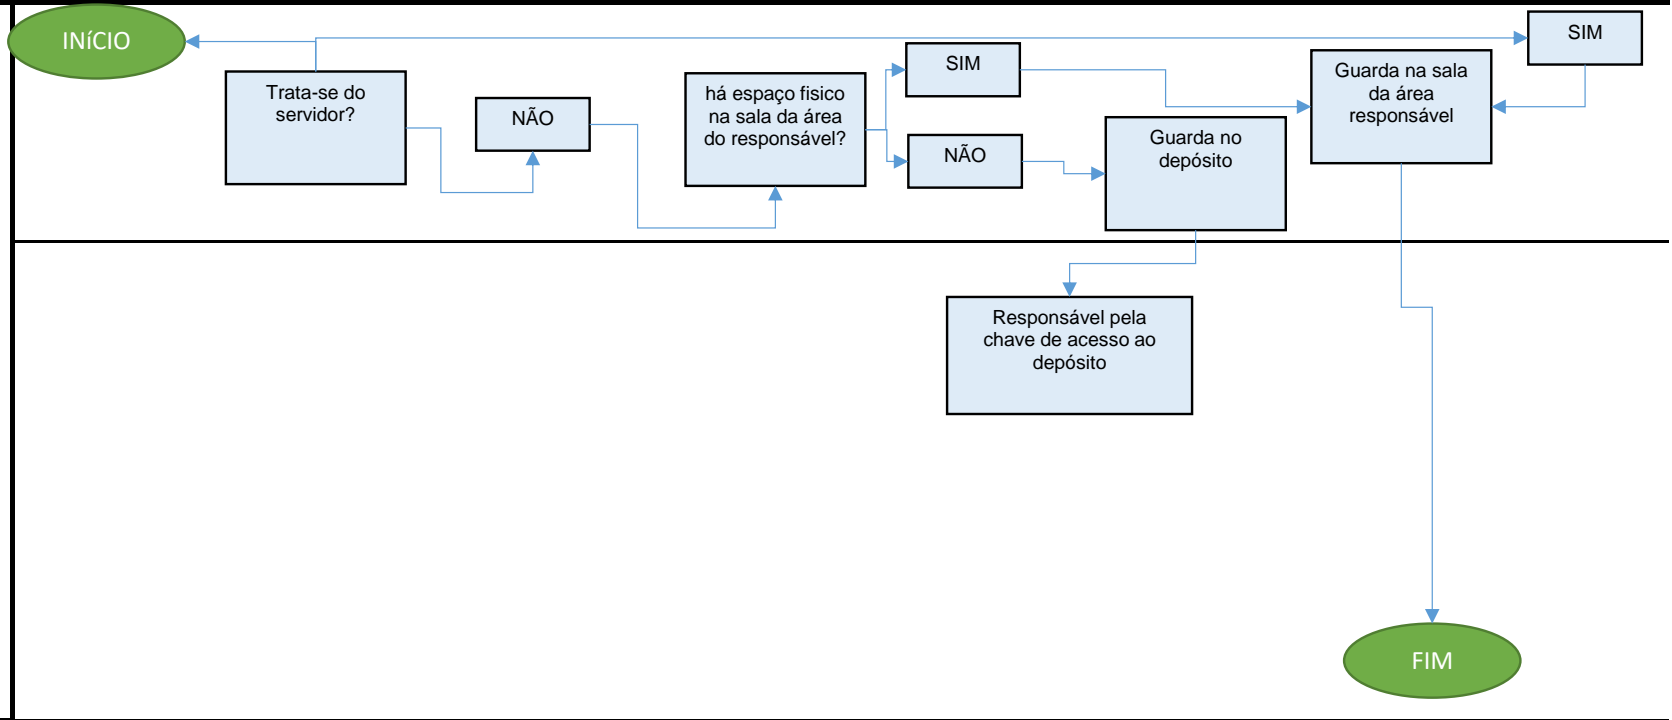 INíCIO
Trata-se do
servidor?
NÃO
há espaço fisico
na sala da área
do responsável?
SIM
NÃO
Guarda no
depósito
Guarda na sala
da área
responsável
SIM
Responsável pela
chave de acesso ao
depósito
FIM